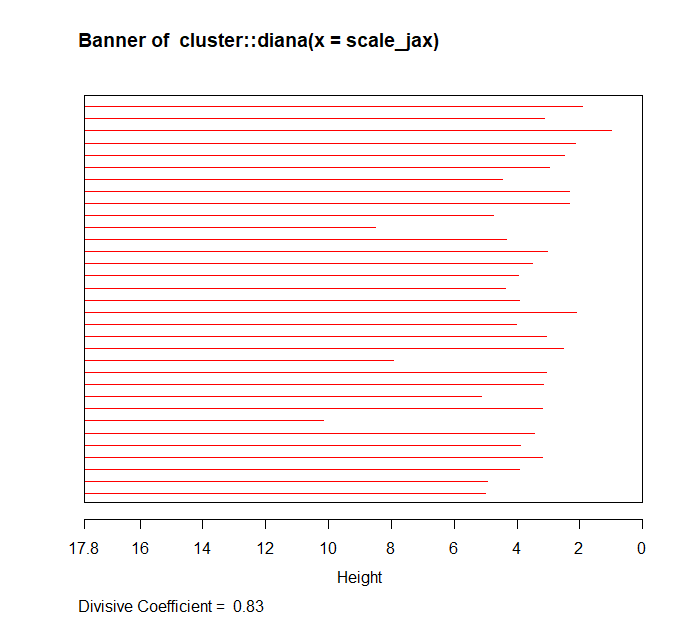 Banner of  cluster::diana(x = scale_jax)
17.8 16 14 12 10 8 6 4 2 0
Height
Divisive Coefficient =  0.83